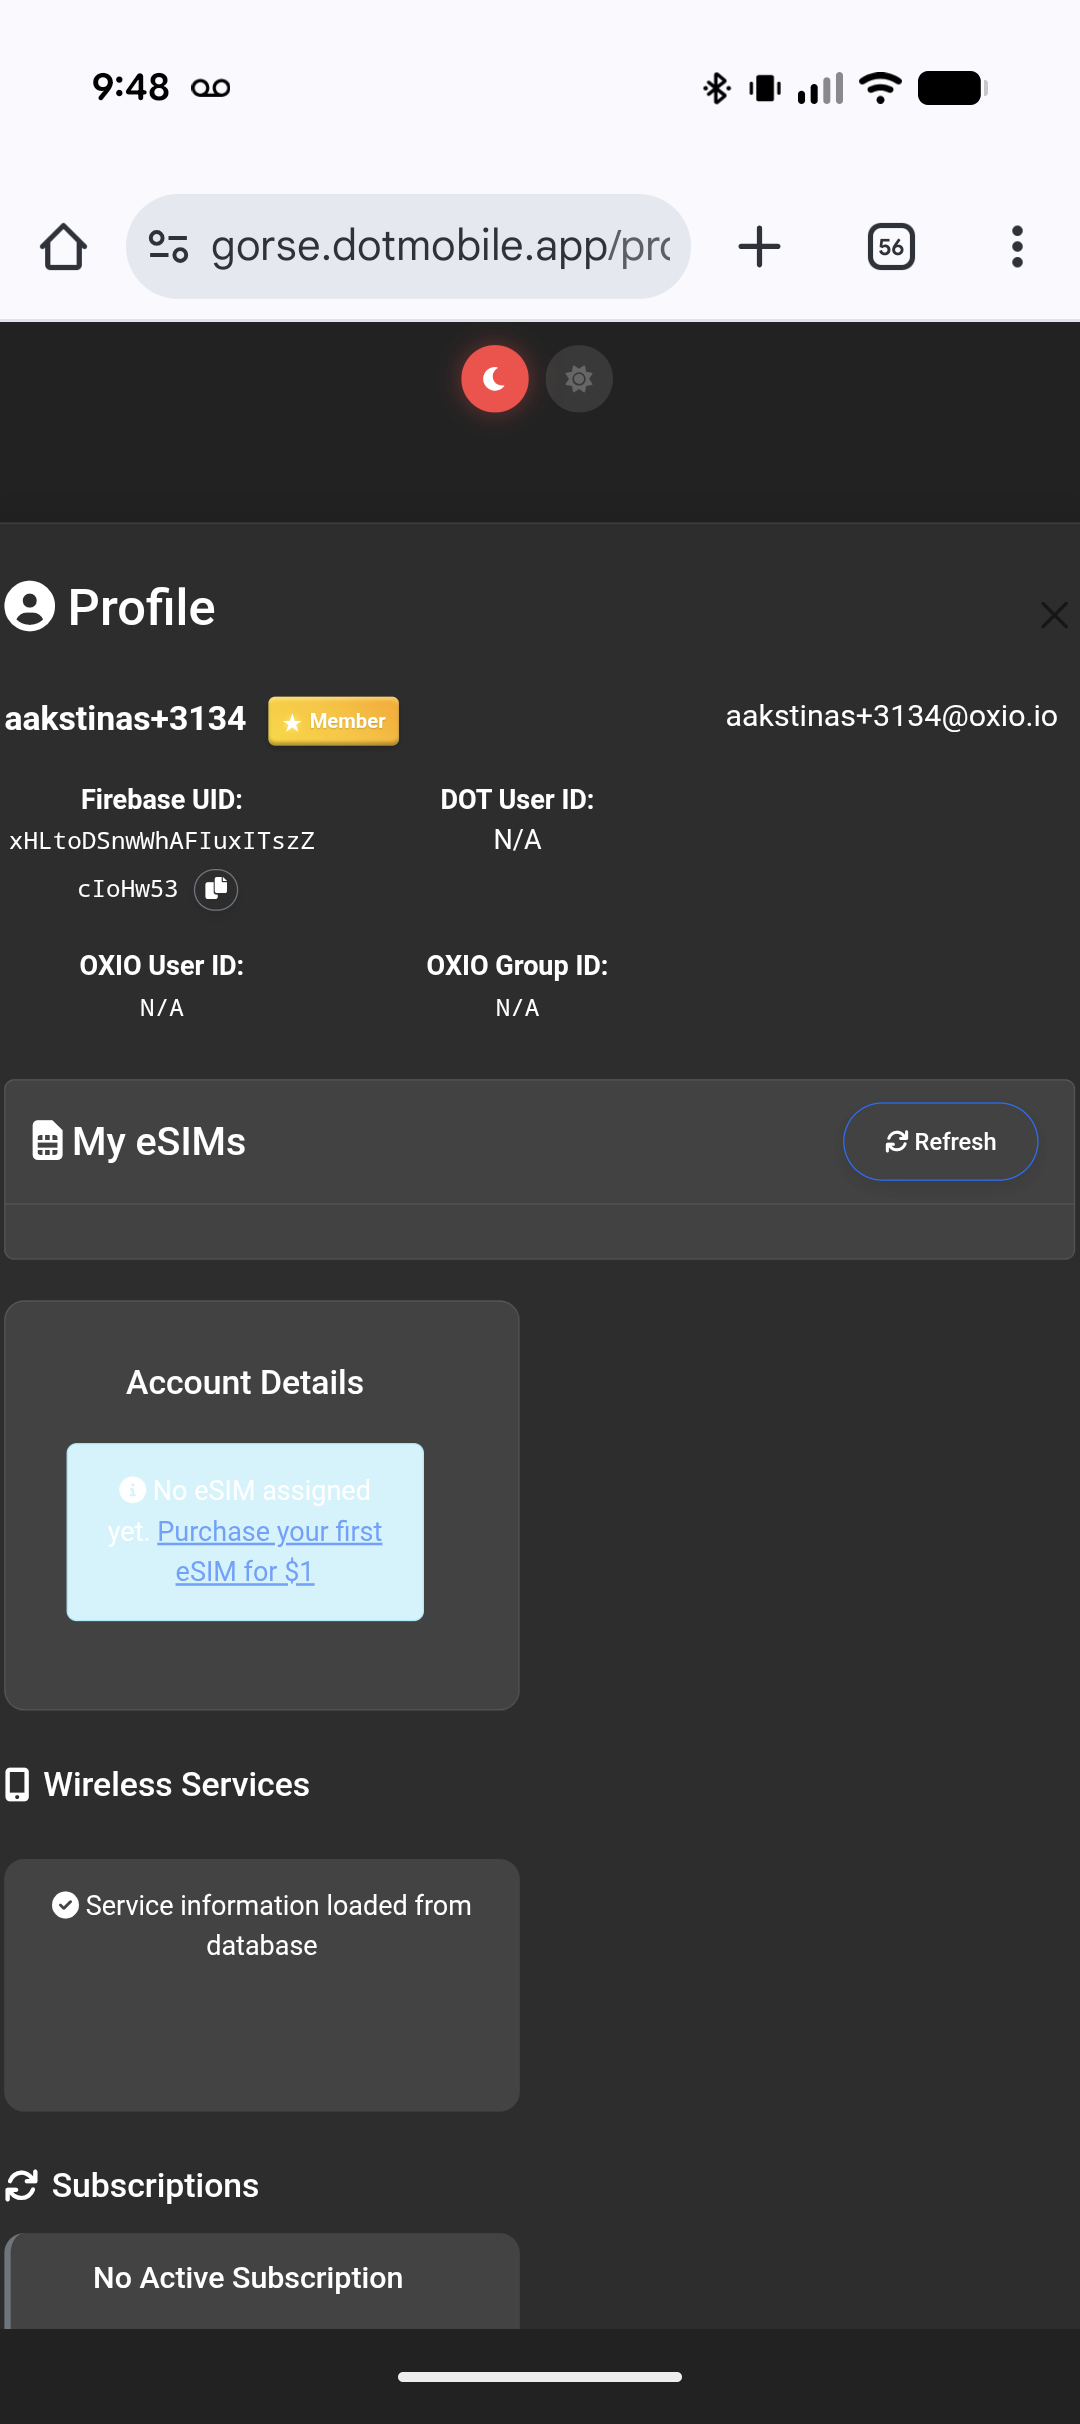 9:48
gorse.dotmobile.app/pro
56
Profile
aakstinas+3134 Member aakstinas+3134@oxio.io
Firebase UID: DOT User ID:
xHLtoDSnwWhAFIuxITszZ N/A
cIoHw53
OXIO User ID: OXIO Group ID:
N/A N/A
My eSIMs Refresh
Account Details
No eSIM assigned
yet. Purchase your first
eSIM for $1
Wireless Services
Service information loaded from
database
Subscriptions
No Active Subscription